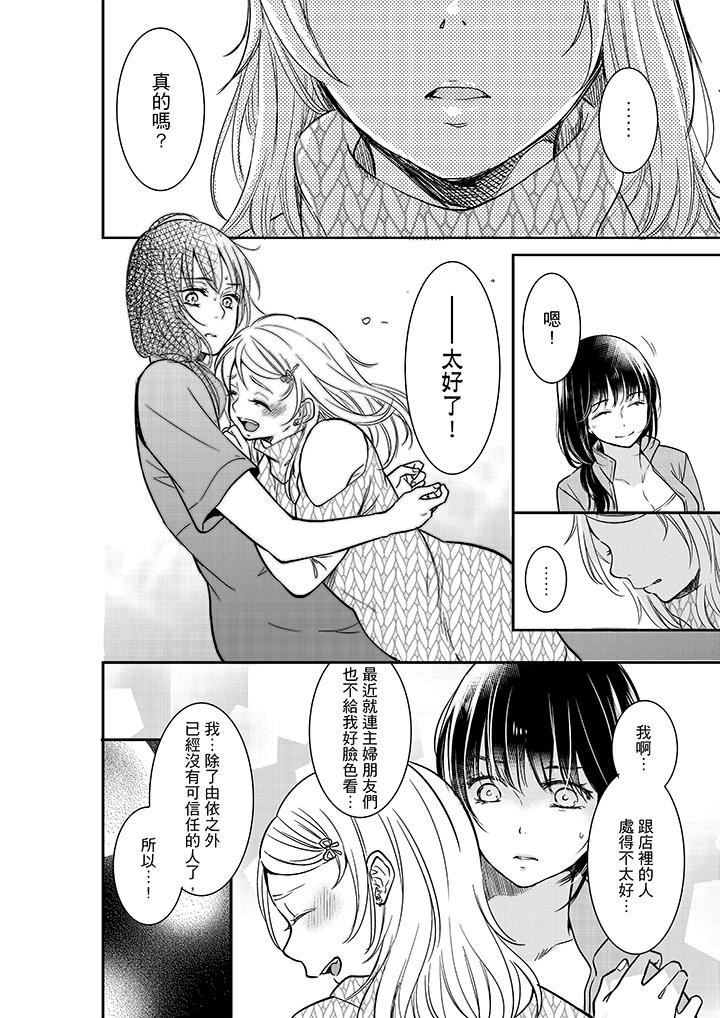 ……
真的嗎？
嗯！
……
——太好了！
我啊…
跟店裡的人
處得不太好…
最近就連主婦朋友們
也不給我好臉色看…
我…除了由依之外
已經沒有可信任的人了，
所以…！